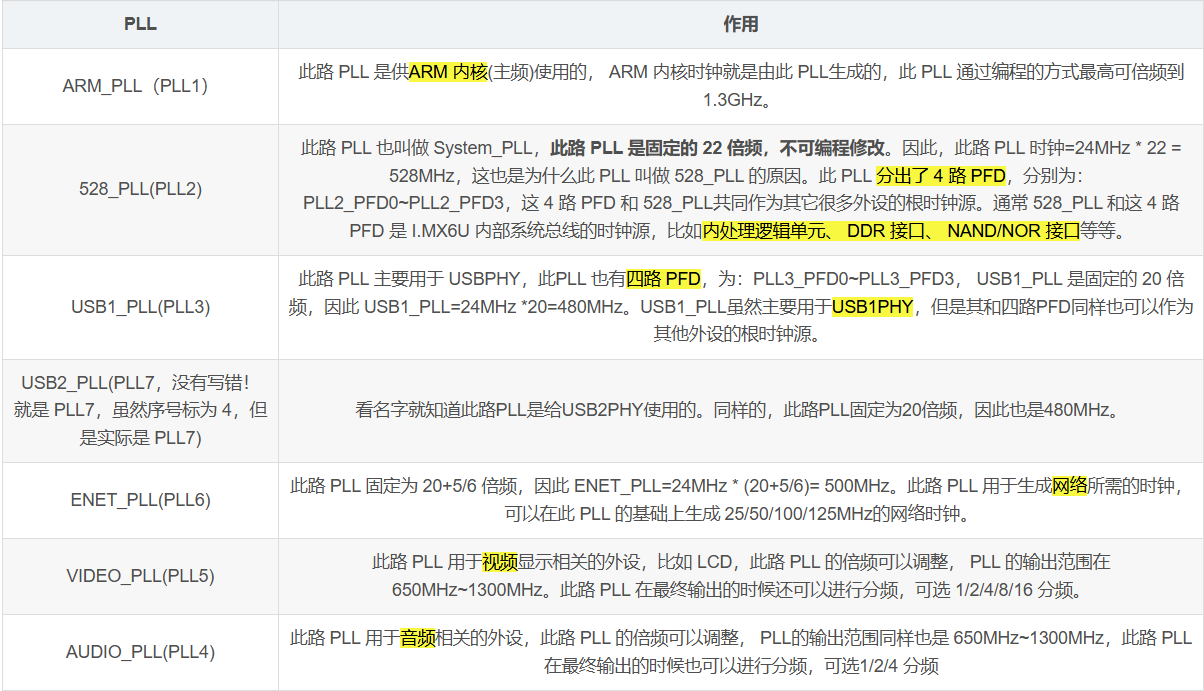 PLL
作用
ARM_PLL（PLL1）
此路 PLL 是供ARM 内核(主频)使用的， ARM 内核时钟就是由此 PLL生成的，此 PLL 通过编程的方式最高可倍频到
1.3GHz。
528_PLL(PLL2)
此路 PLL 也叫做 System_PLL，此路 PLL 是固定的 22 倍频，不可编程修改。因此，此路 PLL 时钟=24MHz * 22 =
528MHz，这也是为什么此 PLL 叫做 528_PLL 的原因。此 PLL 分出了 4 路 PFD，分别为：
PLL2_PFD0~PLL2_PFD3，这 4 路 PFD 和 528_PLL共同作为其它很多外设的根时钟源。通常 528_PLL 和这 4 路
PFD 是 I.MX6U 内部系统总线的时钟源，比如内处理逻辑单元、 DDR 接口、 NAND/NOR 接口等等。
USB1_PLL(PLL3)
此路 PLL 主要用于 USBPHY，此PLL 也有四路 PFD，为：PLL3_PFD0~PLL3_PFD3， USB1_PLL 是固定的 20 倍
频，因此 USB1_PLL=24MHz *20=480MHz。USB1_PLL虽然主要用于USB1PHY，但是其和四路PFD同样也可以作为
其他外设的根时钟源。
USB2_PLL(PLL7，没有写错！
就是 PLL7，虽然序号标为 4，但
是实际是 PLL7)
看名字就知道此路PLL是给USB2PHY使用的。同样的，此路PLL固定为20倍频，因此也是480MHz。
ENET_PLL(PLL6)
此路 PLL 固定为 20+5/6 倍频，因此 ENET_PLL=24MHz * (20+5/6)= 500MHz。此路 PLL 用于生成网络所需的时钟，
可以在此 PLL 的基础上生成 25/50/100/125MHz的网络时钟。
VIDEO_PLL(PLL5)
此路 PLL 用于视频显示相关的外设，比如 LCD，此路 PLL 的倍频可以调整， PLL 的输出范围在
650MHz~1300MHz。此路 PLL 在最终输出的时候还可以进行分频，可选 1/2/4/8/16 分频。
AUDIO_PLL(PLL4)
此路 PLL 用于音频相关的外设，此路 PLL 的倍频可以调整， PLL的输出范围同样也是 650MHz~1300MHz，此路 PLL
在最终输出的时候也可以进行分频，可选1/2/4 分频